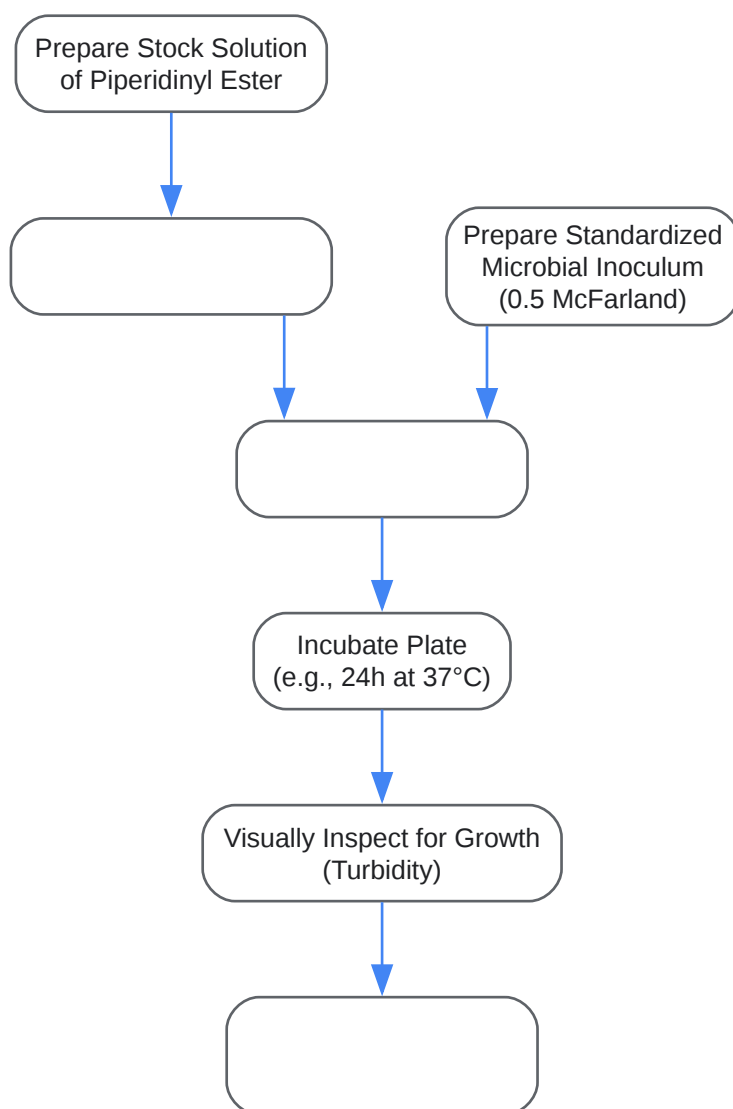 Prepare Stock Solution
of Piperidinyl Ester
Prepare Standardized
Microbial Inoculum
(0.5 McFarland)
Incubate Plate
(e.g., 24h at 37°C)
Visually Inspect for Growth
(Turbidity)